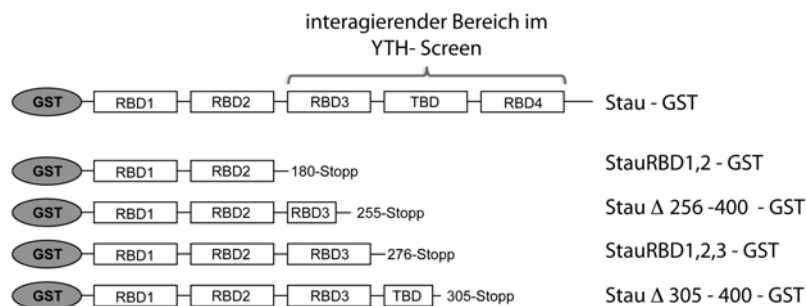 interagierender Bereich im
YTH- Screen
GST RBD1 RBD2 RBD3 TBD RBD4 Stau - GST
GST RBD1 RBD2 180-Stopp StauRBD1,2 - GST
GST RBD1 RBD2 RBD3 255-Stopp Stau Δ 256 -400 - GST
GST RBD1 RBD2 RBD3 276-Stopp StauRBD1,2,3 - GST
GST RBD1 RBD2 RBD3 TBD 305-Stopp Stau Δ 305 - 400 - GST